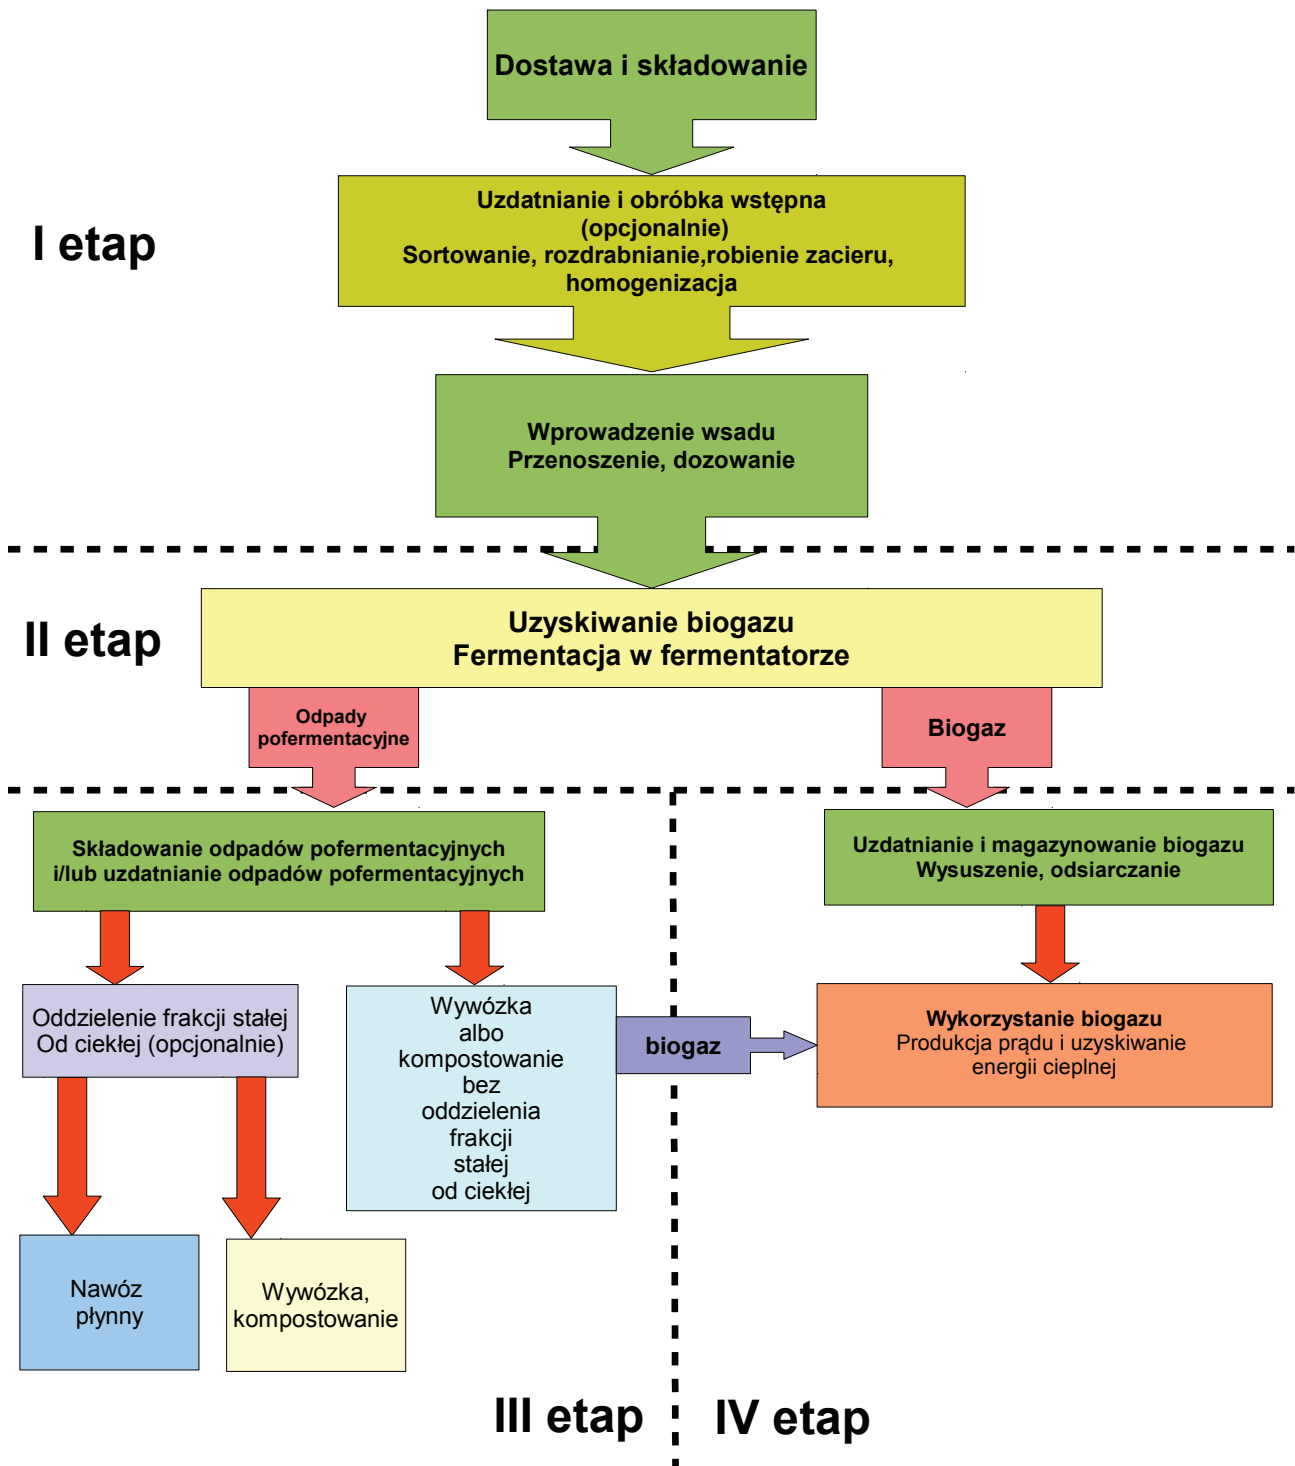 Dostawa i składowanie
I etap
Uzdatnianie i obróbka wstępna
(opcjonalnie)
Sortowanie, rozdrabnianie,robienie zacieru,
homogenizacja
Wprowadzenie wsadu
Przenoszenie, dozowanie
II etap
Uzyskiwanie biogazu
Fermentacja w fermentatorze
Odpady
pofermentacyjne
Biogaz
Składowanie odpadów pofermentacyjnych
i/lub uzdatnianie odpadów pofermentacyjnych
Uzdatnianie i magazynowanie biogazu
Wysuszenie, odsiarczanie
Oddzielenie frakcji stałej
Od ciekłej (opcjonalnie)
Wywózka
albo
kompostowanie
bez
oddzielenia
frakcji
stałej
od ciekłej
biogaz
Wykorzystanie biogazu
Produkcja prądu i uzyskiwanie
energii cieplnej
Nawóz
płynny
Wywózka,
kompostowanie
III etap
IV etap